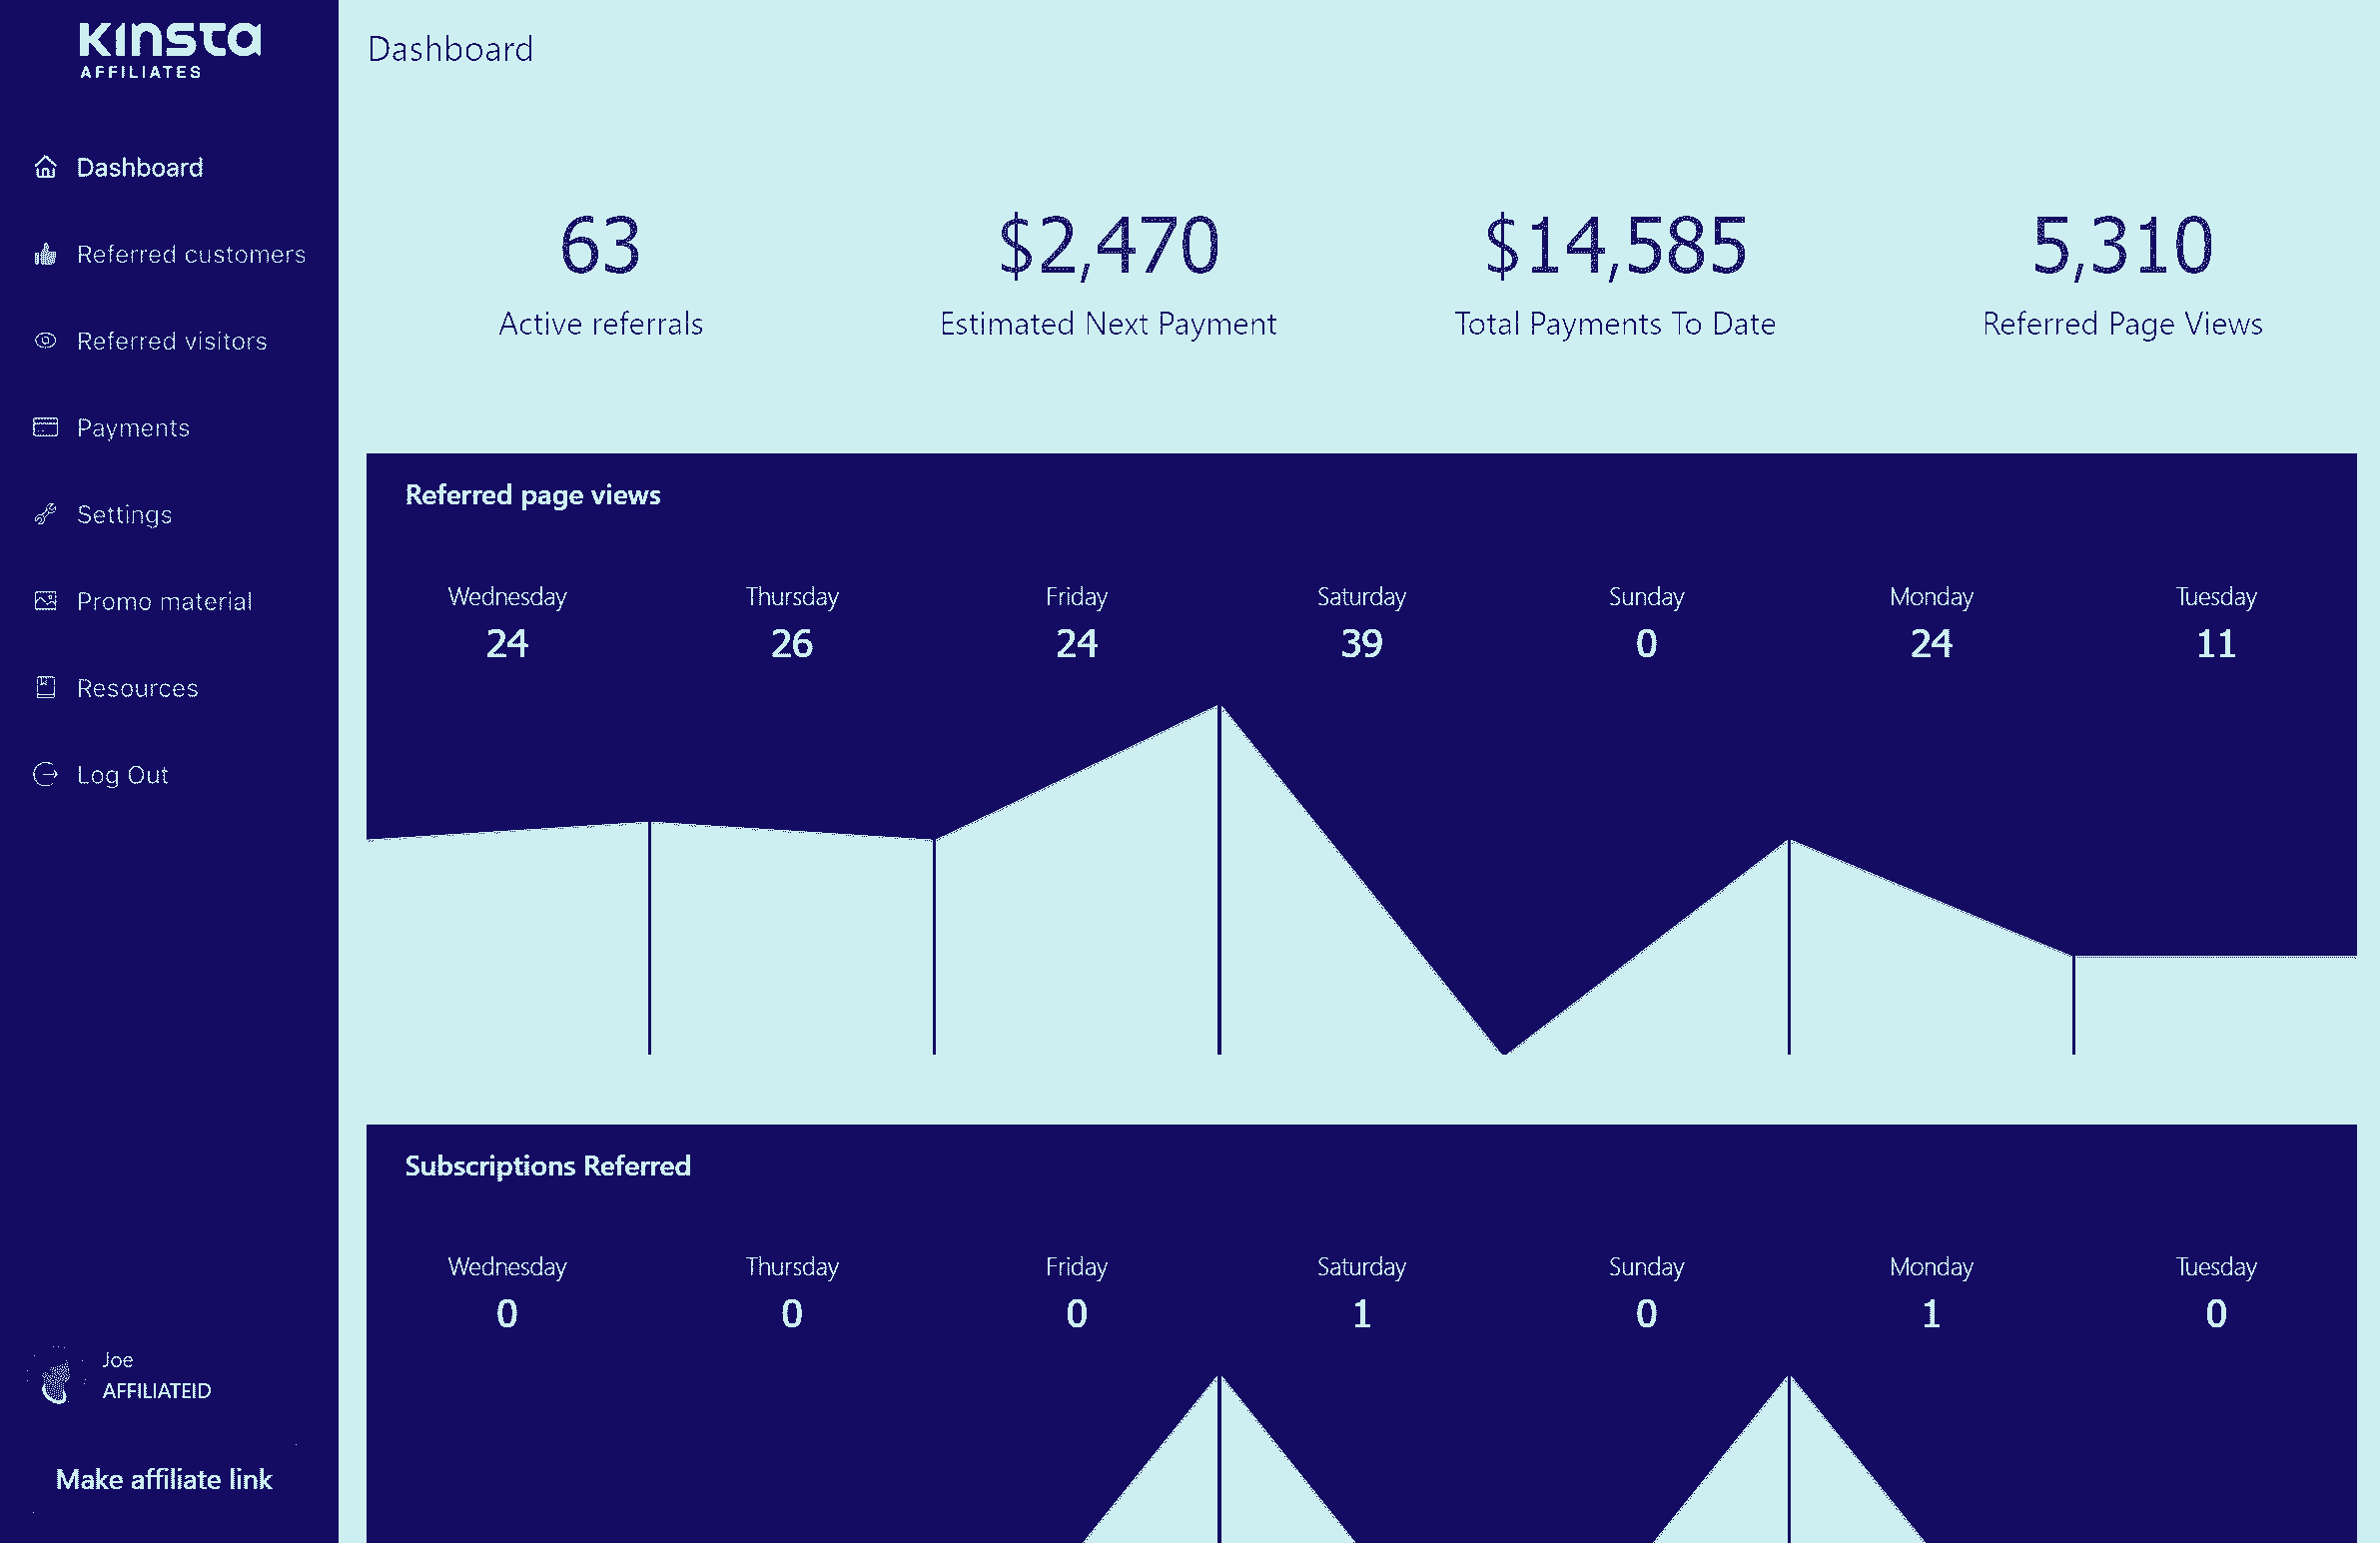 Kinsta
AFFILIATES
Dashboard
Referred customers
Referred visitors
Payments
Settings
Promo material
Resources
Log Out
Joe
AFFILIATEID
Make affiliate link
Dashboard
63 $2,470 $14,585 5,310
Active referrals Estimated Next Payment Total Payments To Date Referred Page Views
Referred page views
Wednesday Thursday Friday Saturday Sunday Monday Tuesday
24 26 24 39 0 24 11
Subscriptions Referred
Wednesday Thursday Friday Saturday Sunday Monday Tuesday
0 0 0 1 0 1 0